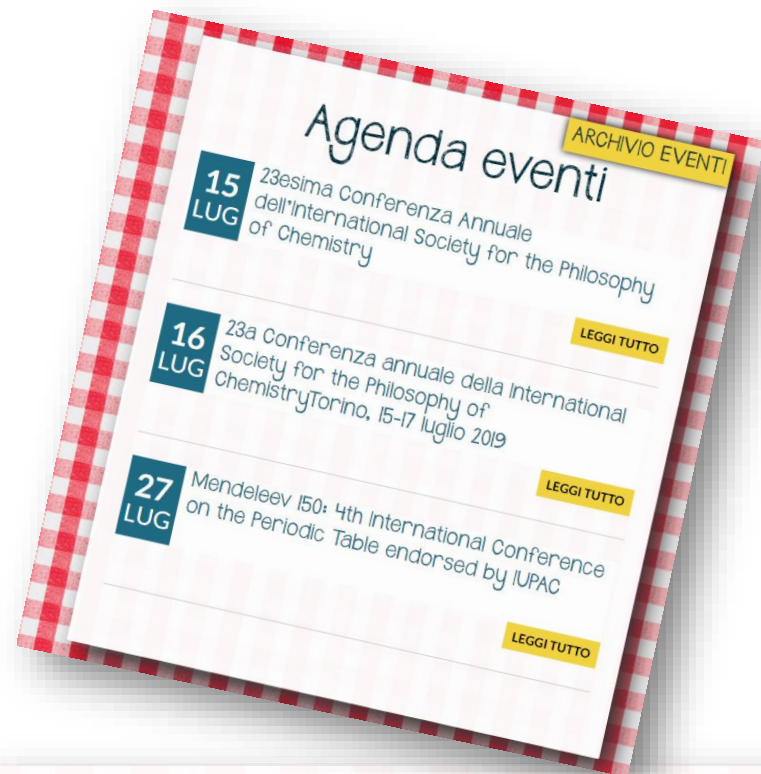 Agenda eventi
ARCHIVIO EVENTI
15
LUG
23esima Conferenza Annuale
dell'International Society for the Philosophy
of Chemistry
LEGGI TUTTO
16
LUG
23a Conferenza annuale della International
Society for the Philosophy of
ChemistryTorino, 15-17 luglio 2019
LEGGI TUTTO
27
LUG
Mendeleev 150: 4th International Conference
on the Periodic Table endorsed by IUPAC
LEGGI TUTTO